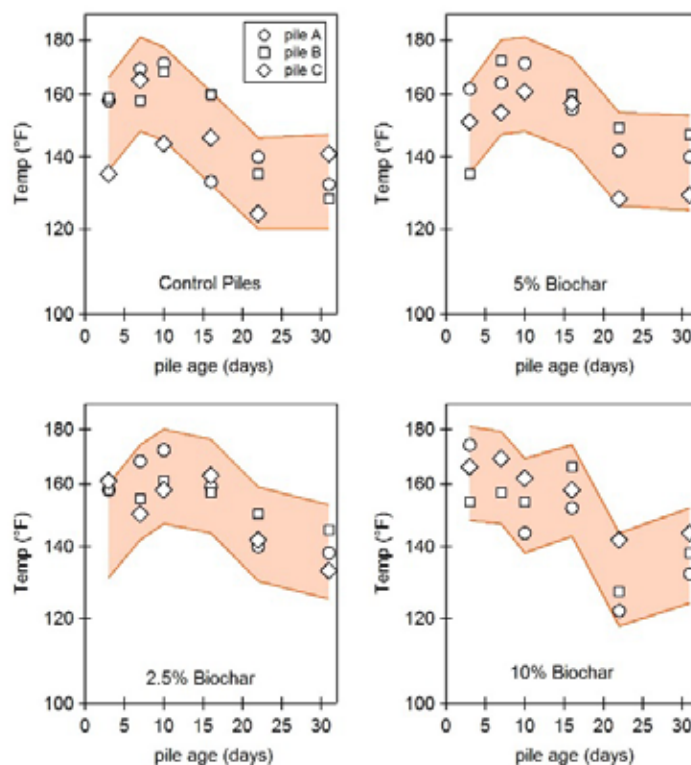 180
160
140
120
100
Temp (°F)
pile A
pile B
pile C
Control Piles
0 5 10 15 20 25 30
pile age (days)
180
160
140
120
100
Temp (°F)
5% Biochar
0 5 10 15 20 25 30
pile age (days)
180
160
140
120
100
Temp (°F)
2.5% Biochar
0 5 10 15 20 25 30
pile age (days)
180
160
140
120
100
Temp (°F)
10% Biochar
0 5 10 15 20 25 30
pile age (days)